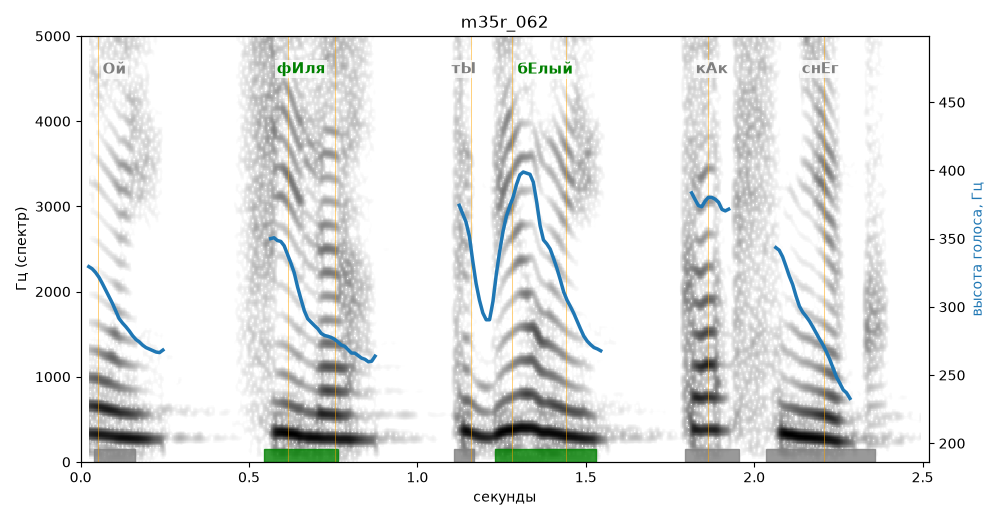 m35r_062
5000
4000
3000
2000
1000
0
Гц (спектр)
Ой
фИля
тЫ
бЕлый
кАк
снЕг
450
400
350
300
250
200
высота голоса, Гц
0.0
0.5
1.0
1.5
2.0
2.5
секунды